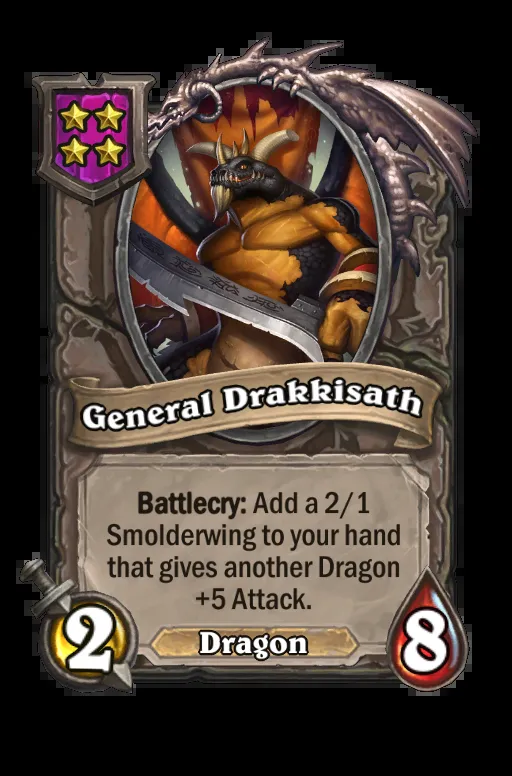 General Drakkisath
Battlecry: Add a 2/1
Smolderwing to your hand
that gives another Dragon
+5 Attack.
2
Dragon
8